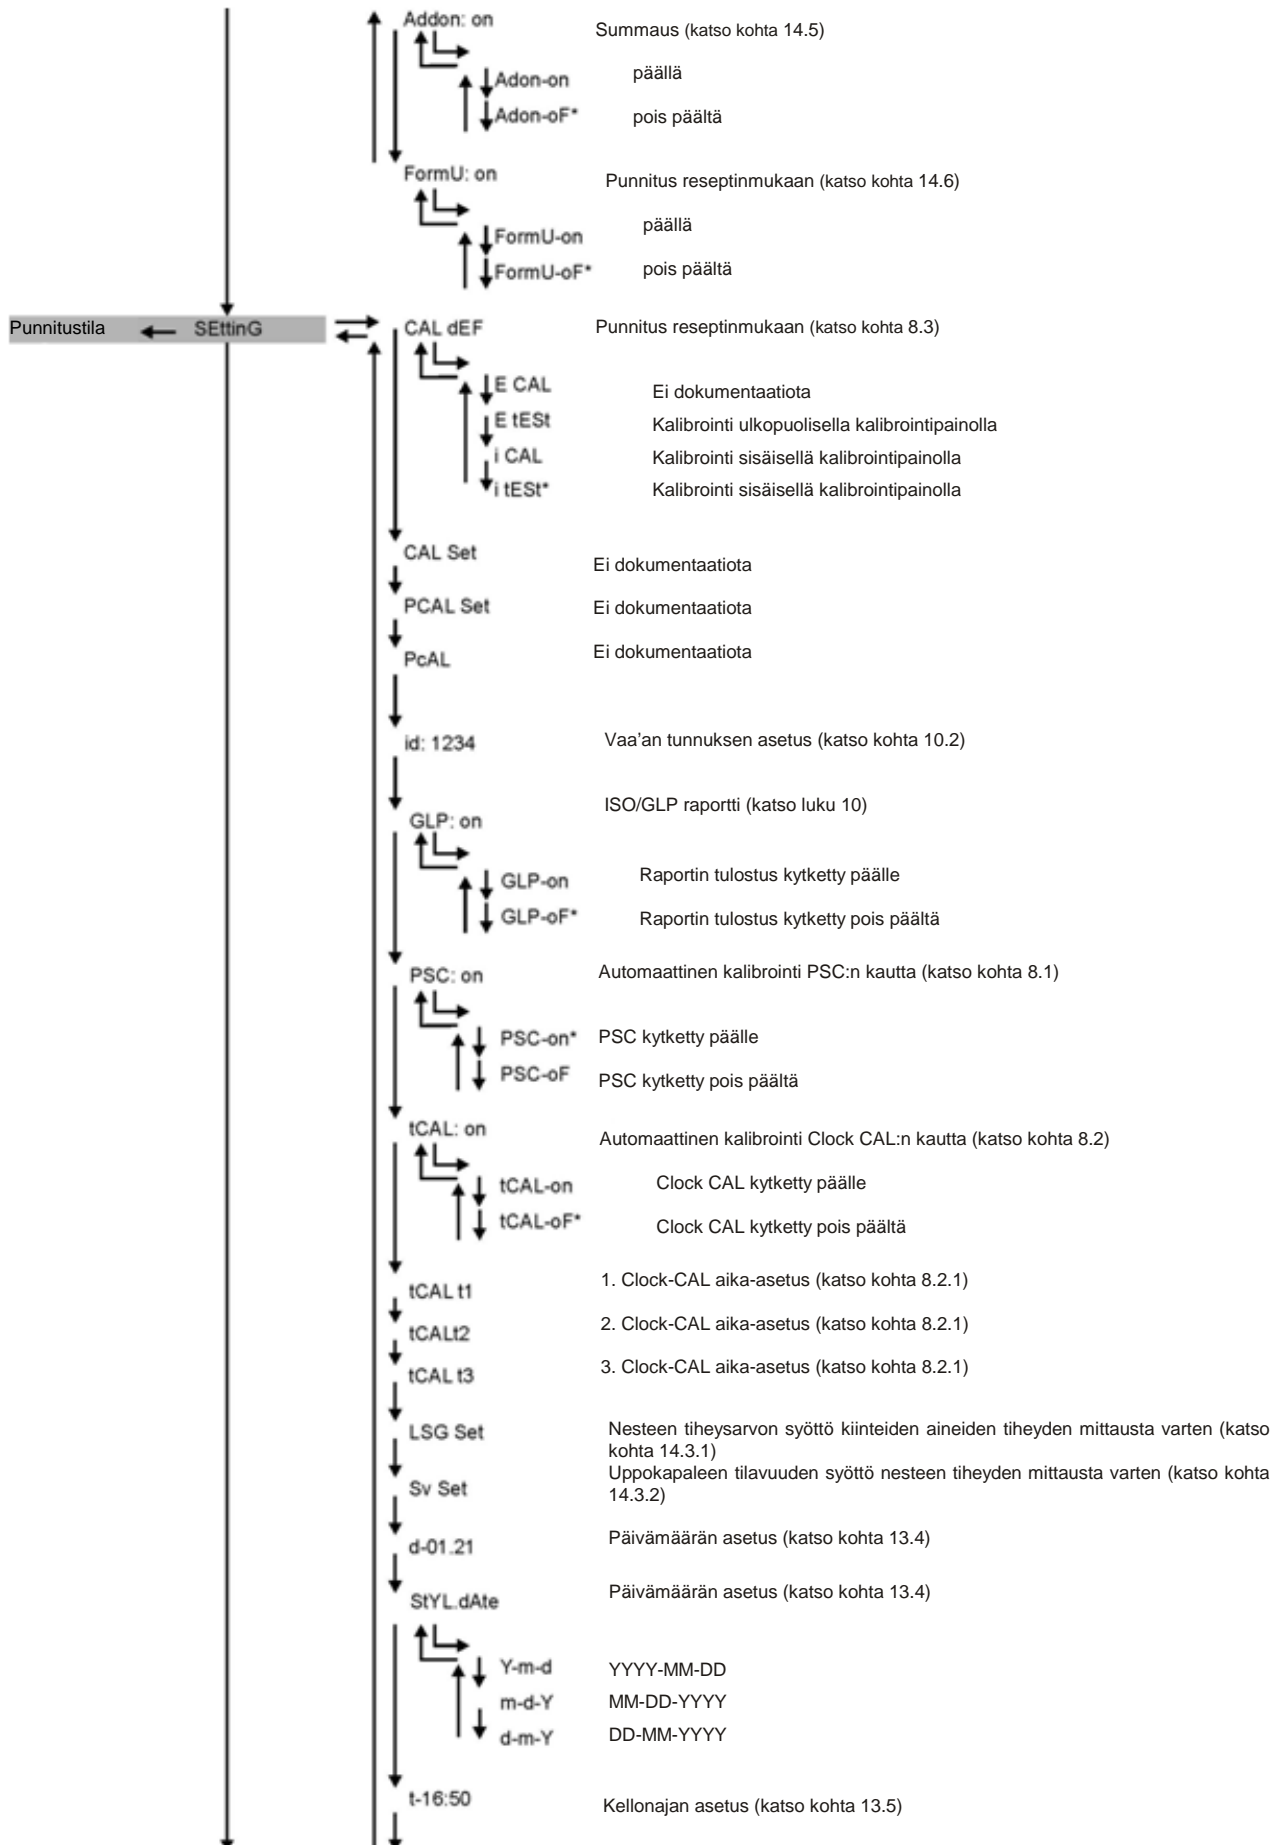 Addon: on
Summaus (katso kohta 14.5)
Adon-on
päällä
Adon-oF*
pois päältä
FormU: on
Punnitus reseptinmukaan (katso kohta 14.6)
FormU-on
päällä
FormU-oF*
pois päältä
Punnitustila
SEttinG
CAL dEF
Punnitus reseptinmukaan (katso kohta 8.3)
E CAL
Ei dokumentaatiota
E tESt
Kalibrointi ulkopuolisella kalibrointipainolla
i CAL
Kalibrointi sisäisellä kalibrointipainolla
i tESt*
Kalibrointi sisäisellä kalibrointipainolla
CAL Set
Ei dokumentaatiota
PCAL Set
Ei dokumentaatiota
PcAL
Ei dokumentaatiota
id: 1234
Vaa'an tunnuksen asetus (katso kohta 10.2)
GLP: on
ISO/GLP raportti (katso luku 10)
GLP-on
Raportin tulostus kytketty päälle
GLP-oF*
Raportin tulostus kytketty pois päältä
PSC: on
Automaattinen kalibrointi PSC:n kautta (katso kohta 8.1)
PSC-on*
PSC kytketty päälle
PSC-oF
PSC kytketty pois päältä
tCAL: on
Automaattinen kalibrointi Clock CAL:n kautta (katso kohta 8.2)
tCAL-on
Clock CAL kytketty päälle
tCAL-oF*
Clock CAL kytketty pois päältä
tCAL t1
1. Clock-CAL aika-asetus (katso kohta 8.2.1)
tCALt2
2. Clock-CAL aika-asetus (katso kohta 8.2.1)
tCAL t3
3. Clock-CAL aika-asetus (katso kohta 8.2.1)
LSG Set
Nesteen tiheysarvon syöttö kiinteiden aineiden tiheyden mittausta varten (katso
kohta 14.3.1)
Sv Set
Uppokapaleen tilavuuden syöttö nesteen tiheyden mittausta varten (katso kohta
14.3.2)
d-01.21
Päivämäärän asetus (katso kohta 13.4)
StYL.dAte
Päivämäärän asetus (katso kohta 13.4)
Y-m-d
YYYY-MM-DD
m-d-Y
MM-DD-YYYY
d-m-Y
DD-MM-YYYY
t-16:50
Kellonajan asetus (katso kohta 13.5)